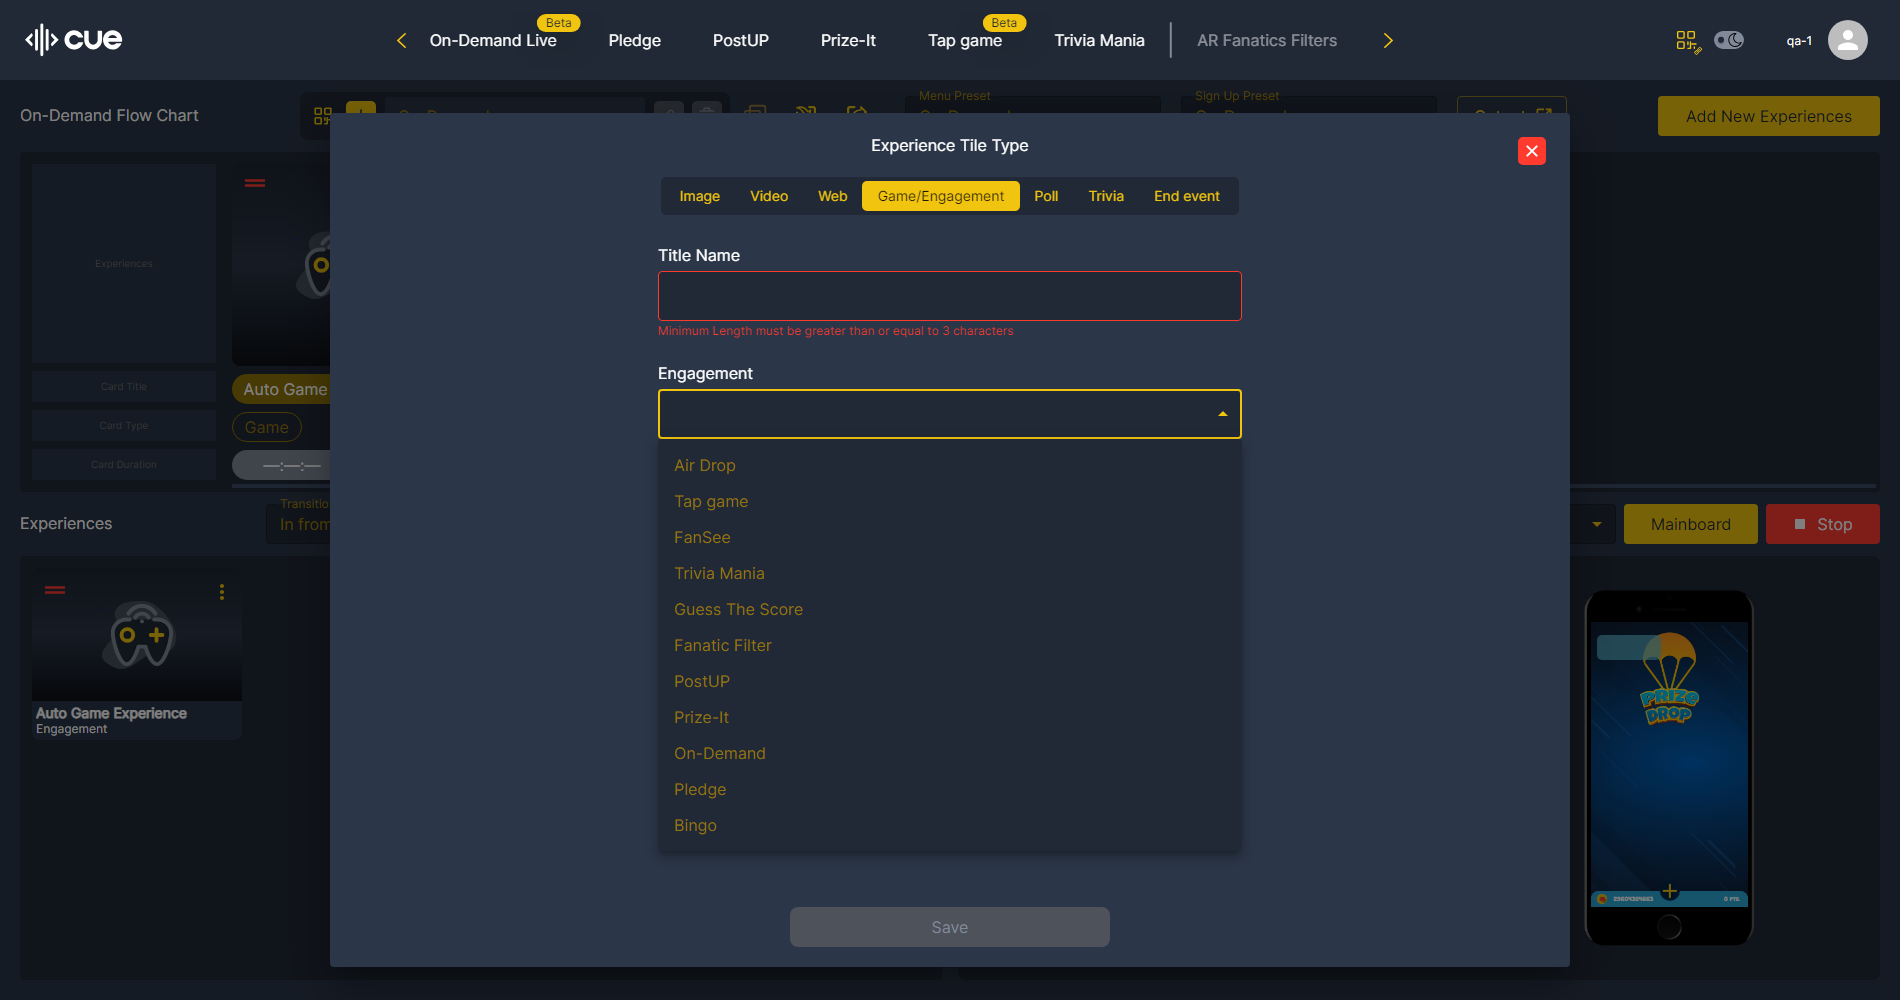 cue
On-Demand Live
Beta
Pledge
PostUP
Prize-It
Tap game
Beta
Trivia Mania
AR Fanatics Filters
qa-1
On-Demand Flow Chart
Menu Preset
Sign Up Preset
Add New Experiences
Experience Tile Type
Image
Video
Web
Game/Engagement
Poll
Trivia
End event
Title Name
Minimum Length must be greater than or equal to 3 characters
Engagement
Air Drop
Tap game
FanSee
Trivia Mania
Guess The Score
Fanatic Filter
PostUP
Prize-It
On-Demand
Pledge
Bingo
Save
Experiences
Card Title
Card Type
Card Duration
Auto Game
Game
—:—:—
Experiences
Transitio
In from
Mainboard
Stop
Auto Game Experience
Engagement
PRIZE
DROP
0 PTS